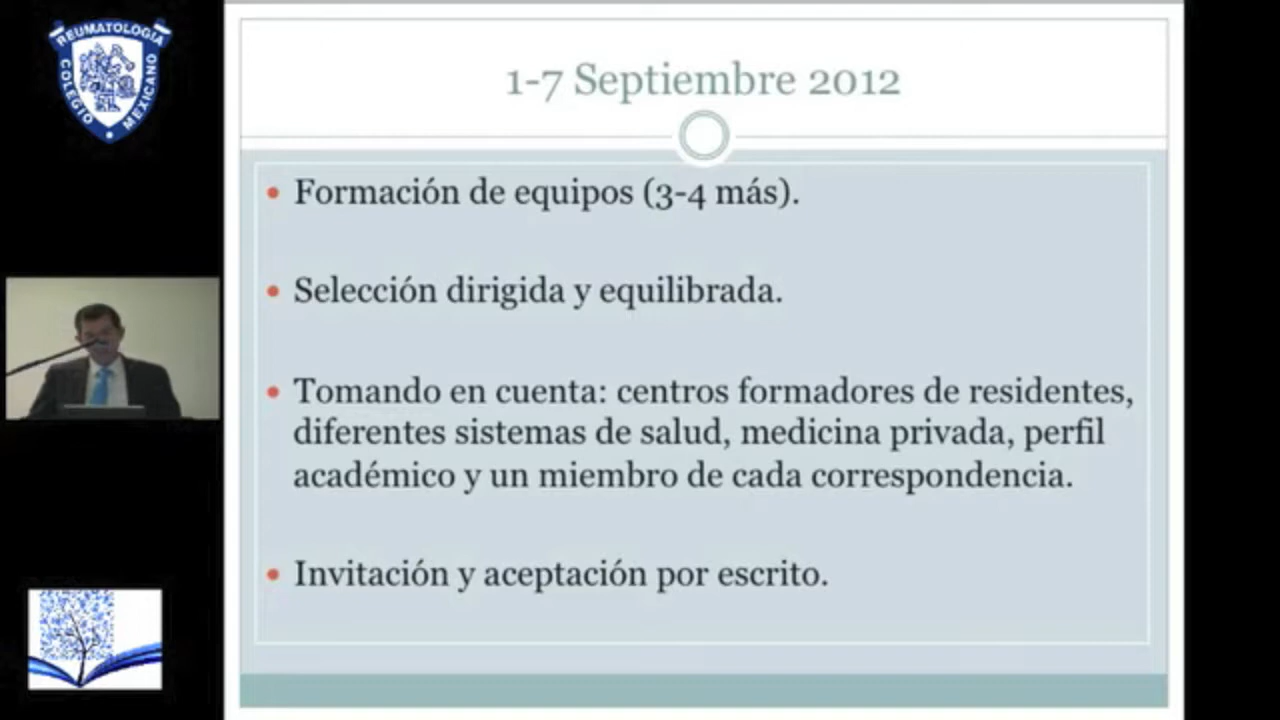 REUMATOLOGIA
COLEGIO
MEXICANO
1-7 Septiembre 2012
Formación de equipos (3-4 más).
Selección dirigida y equilibrada.
Tomando en cuenta: centros formadores de residentes,
diferentes sistemas de salud, medicina privada, perfil
académico y un miembro de cada correspondencia.
Invitación y aceptación por escrito.